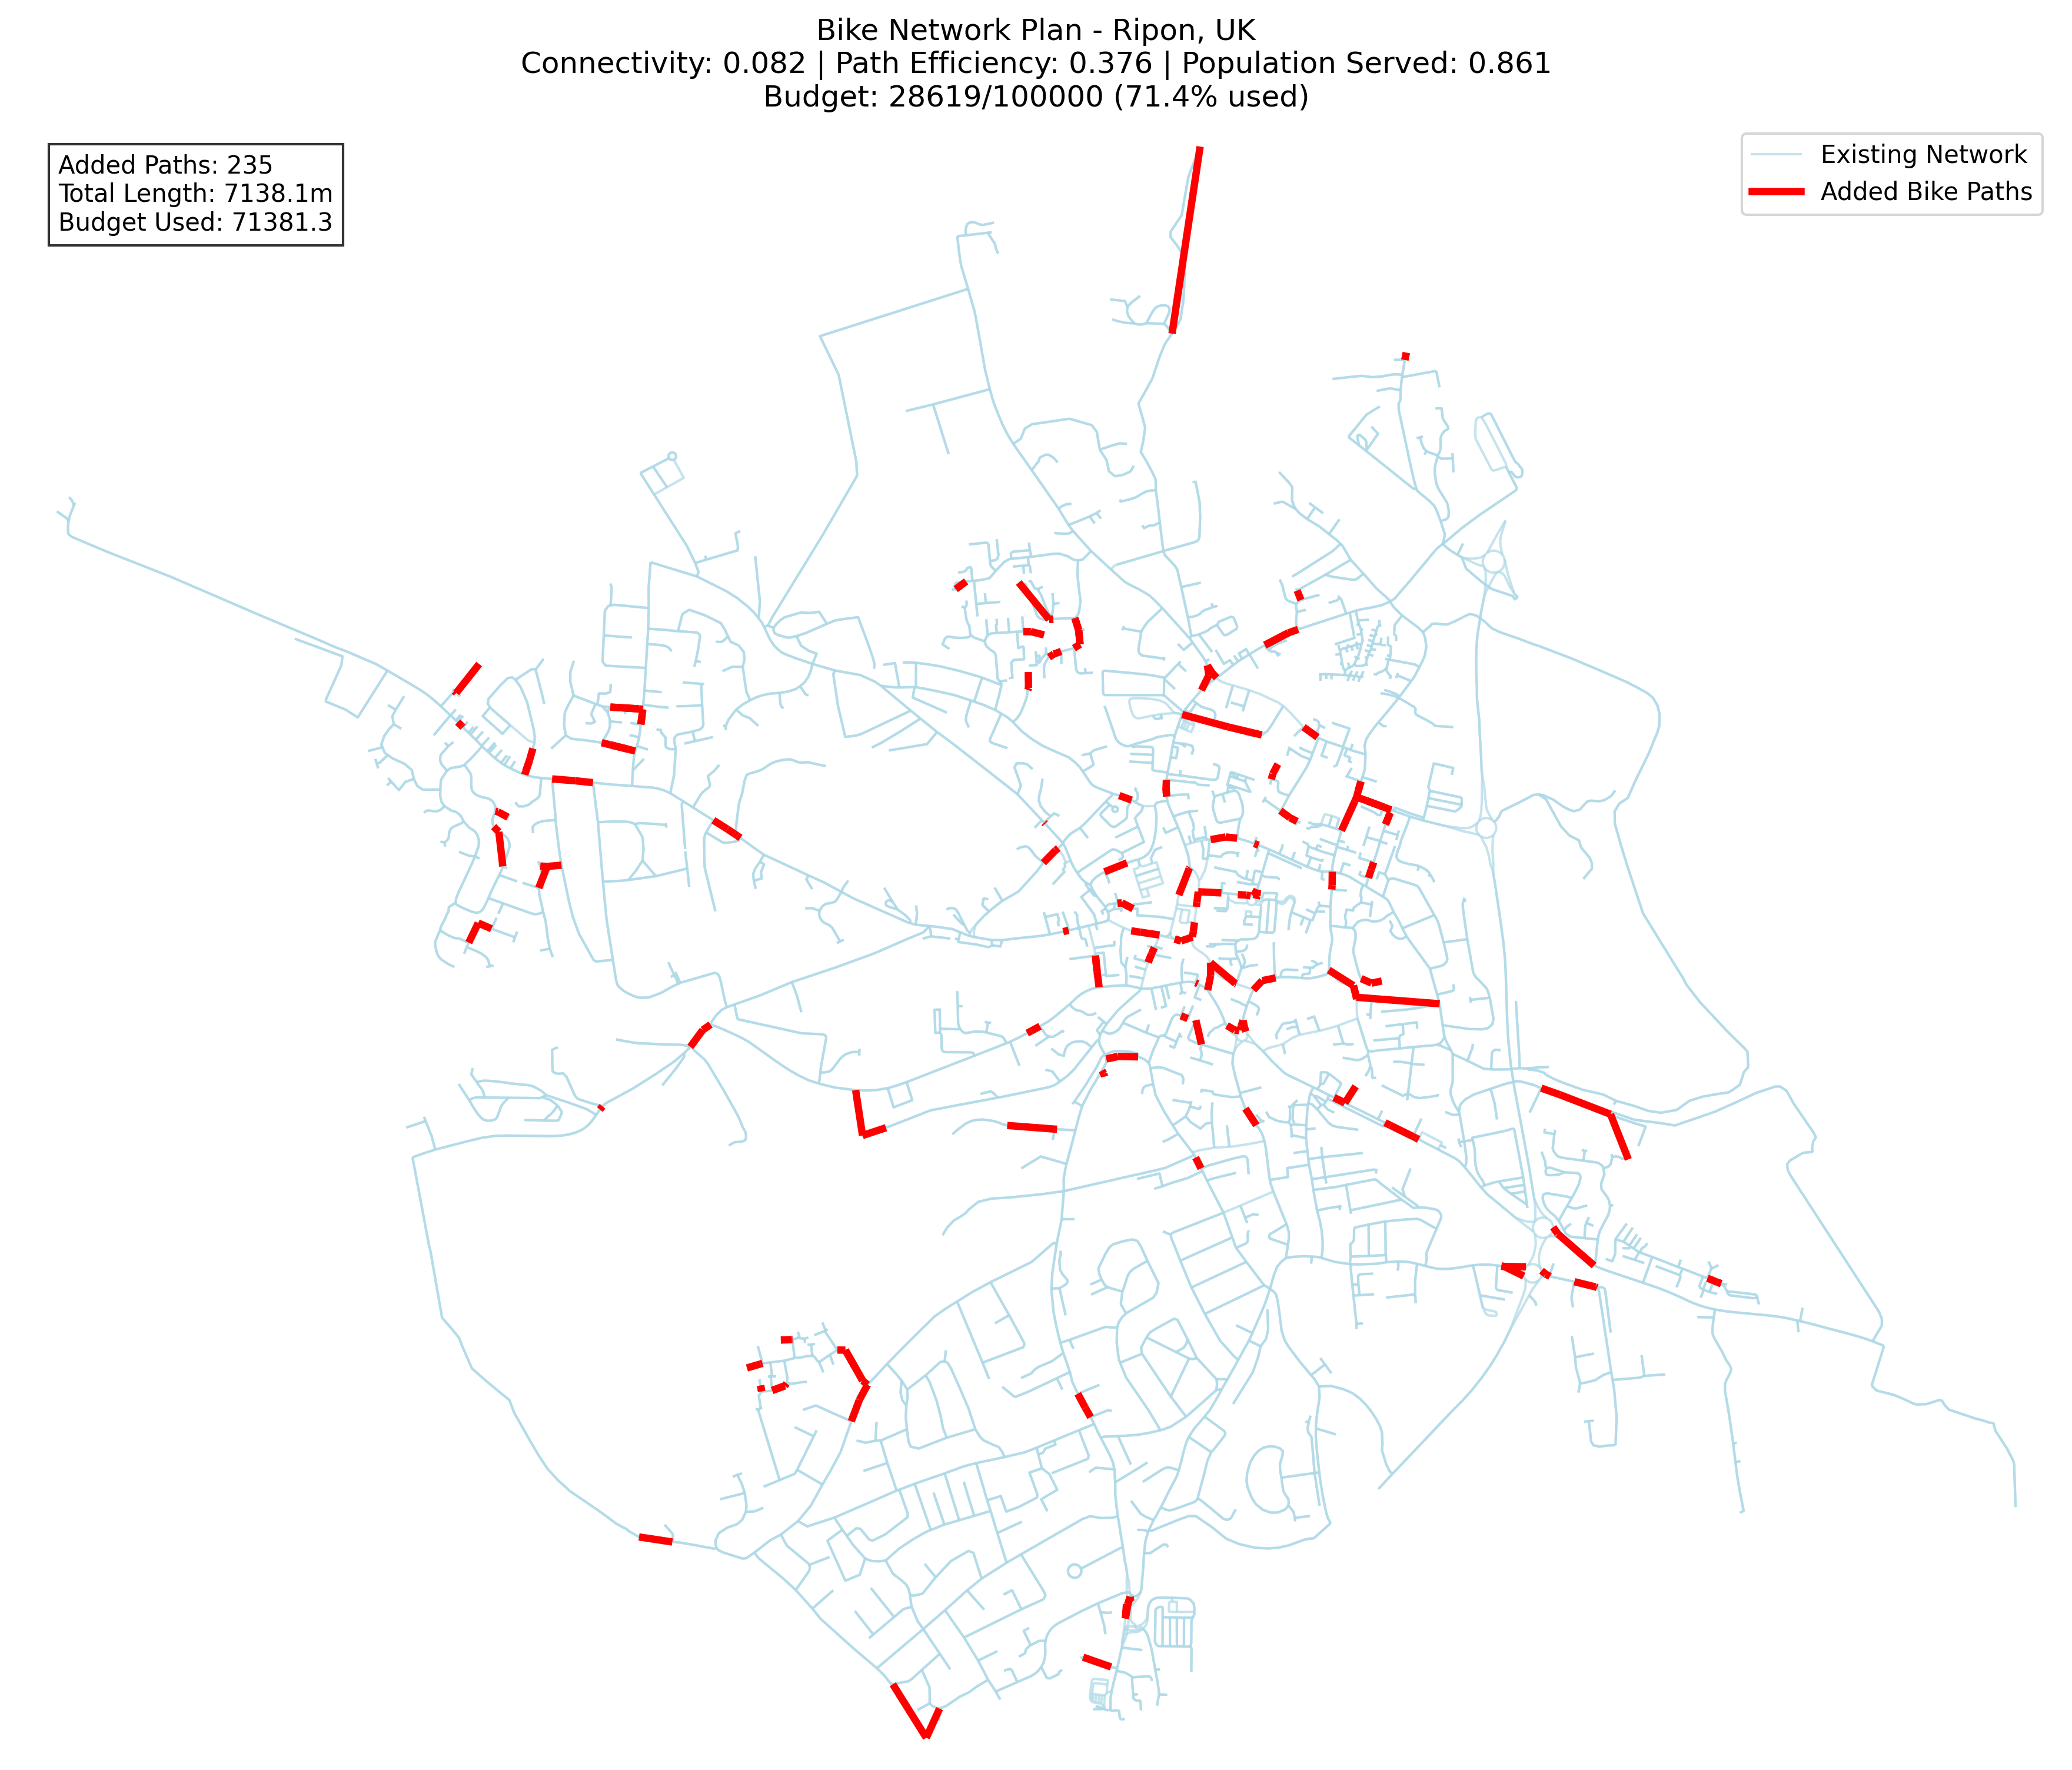 Bike Network Plan - Ripon, UK
Connectivity: 0.082 | Path Efficiency: 0.376 | Population Served: 0.861
Budget: 28619/100000 (71.4% used)
Added Paths: 235
Total Length: 7138.1m
Budget Used: 71381.3
Existing Network
Added Bike Paths